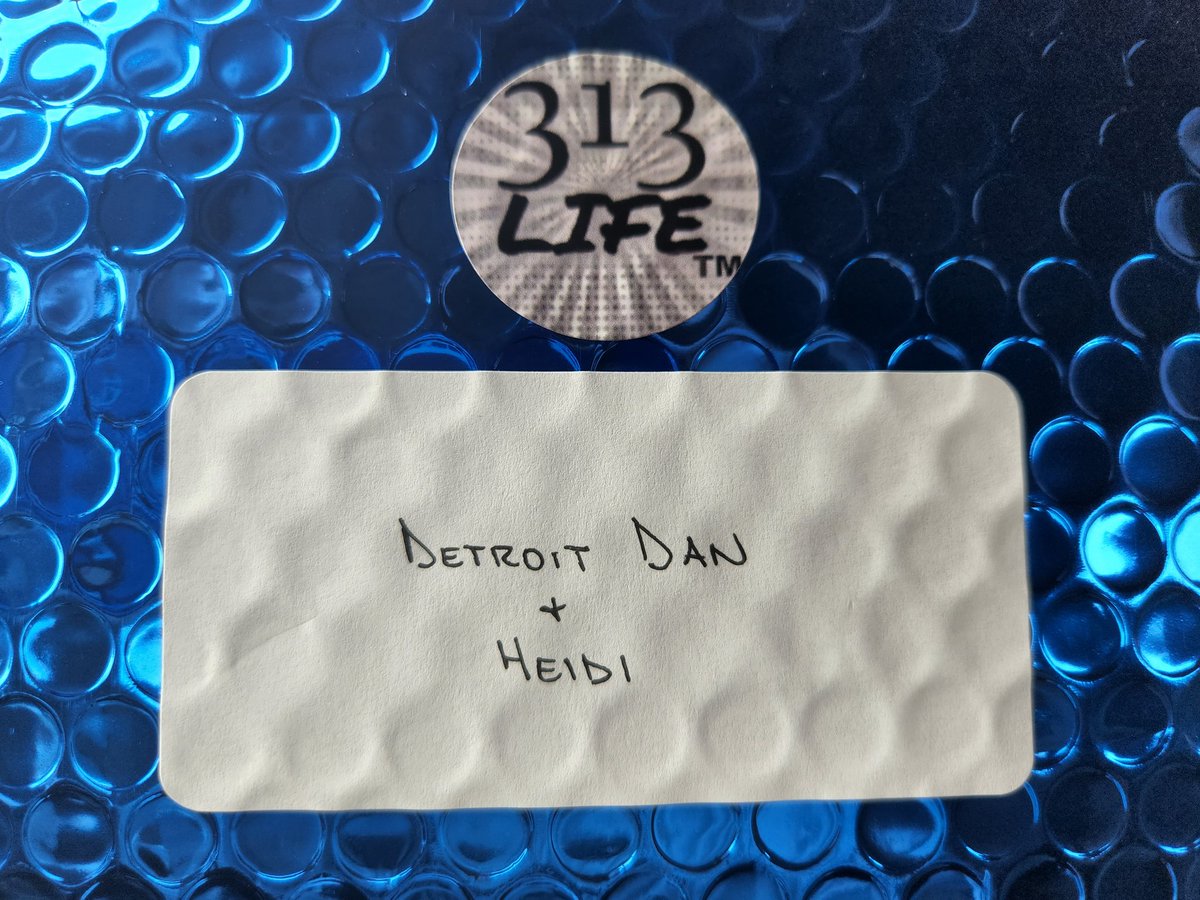 313
LIFE
TM
DETROIT DAN
+
HEIDI